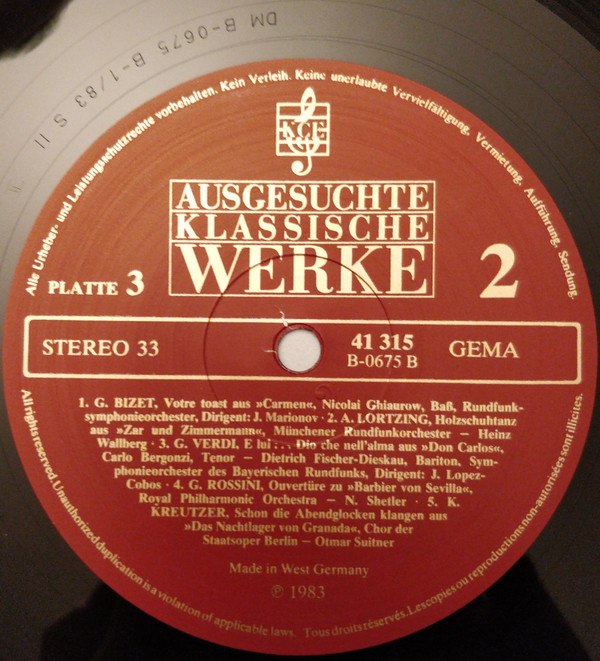 DM B-0675 B-1/83 S II
Alle Urheber- und Leistungsschutzrechte vorbehalten. Kein Verleih. Keine unerlaubte Vervielfältigung, Vermietung, Aufführung, Sendung.
KGE
AUSGESUCHTE
KLASSISCHE
WERKE
PLATTE 3
2
STEREO 33
41 315
B-0675 B
GEMA
1. G. BIZET, Votre toast aus »Carmen«, Nicolai Ghiaurow, Baß, Rundfunk-
symphonieorchester, Dirigent: J. Marionov · 2. A. LORTZING, Holzschuhtanz
aus »Zar und Zimmermann«, Münchener Rundfunkorchester – Heinz
Wallberg · 3. G. VERDI, E lui . . . Dio che nell'alma aus »Don Carlos«,
Carlo Bergonzi, Tenor – Dietrich Fischer-Dieskau, Bariton, Sym-
phonieorchester des Bayerischen Rundfunks, Dirigent: J. Lopez-
Cobos · 4. G. ROSSINI, Ouvertüre zu »Barbier von Sevilla«,
Royal Philharmonic Orchestra – N. Shetler · 5. K.
KREUTZER, Schon die Abendglocken klangen aus
»Das Nachtlager von Granada«, Chor der
Staatsoper Berlin – Otmar Suitner
Made in West Germany
℗ 1983
All rights reserved. Unauthorized duplication is a violation of applicable laws. Tous droits réservés. Les copies ou reproductions non-autorisées sont illicites.